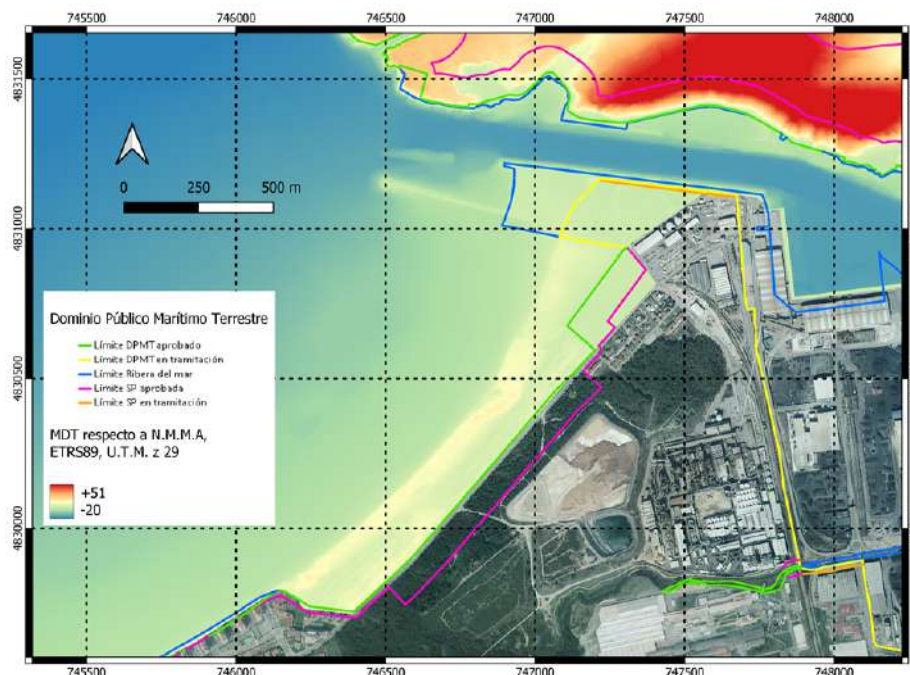 745500 746000 746500 747000 747500 748000
4831500
0 250 500 m
4831000
Dominio Público Marítimo Terrestre
Límite DPMT aprobado
Límite DPMT en tramitación
Límite Ribera del mar
Límite SP aprobada
Límite SP en tramitación
4830500
MDT respecto a N.M.M.A,
ETRS89, U.T.M. z 29
+51
-20
4830000
745500 746000 746500 747000 747500 748000